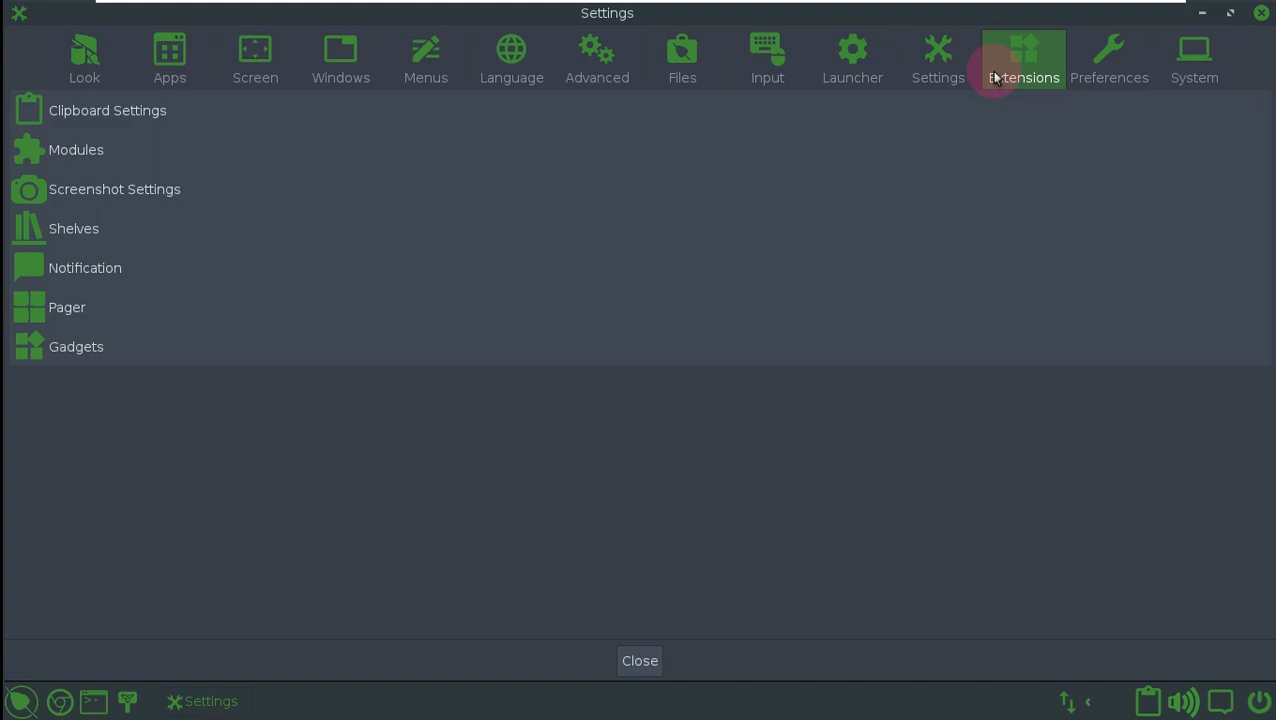 Settings
Look
Apps
Screen
Windows
Menus
Language
Advanced
Files
Input
Launcher
Settings
Extensions
Preferences
System
Clipboard Settings
Modules
Screenshot Settings
Shelves
Notification
Pager
Gadgets
Close
Settings